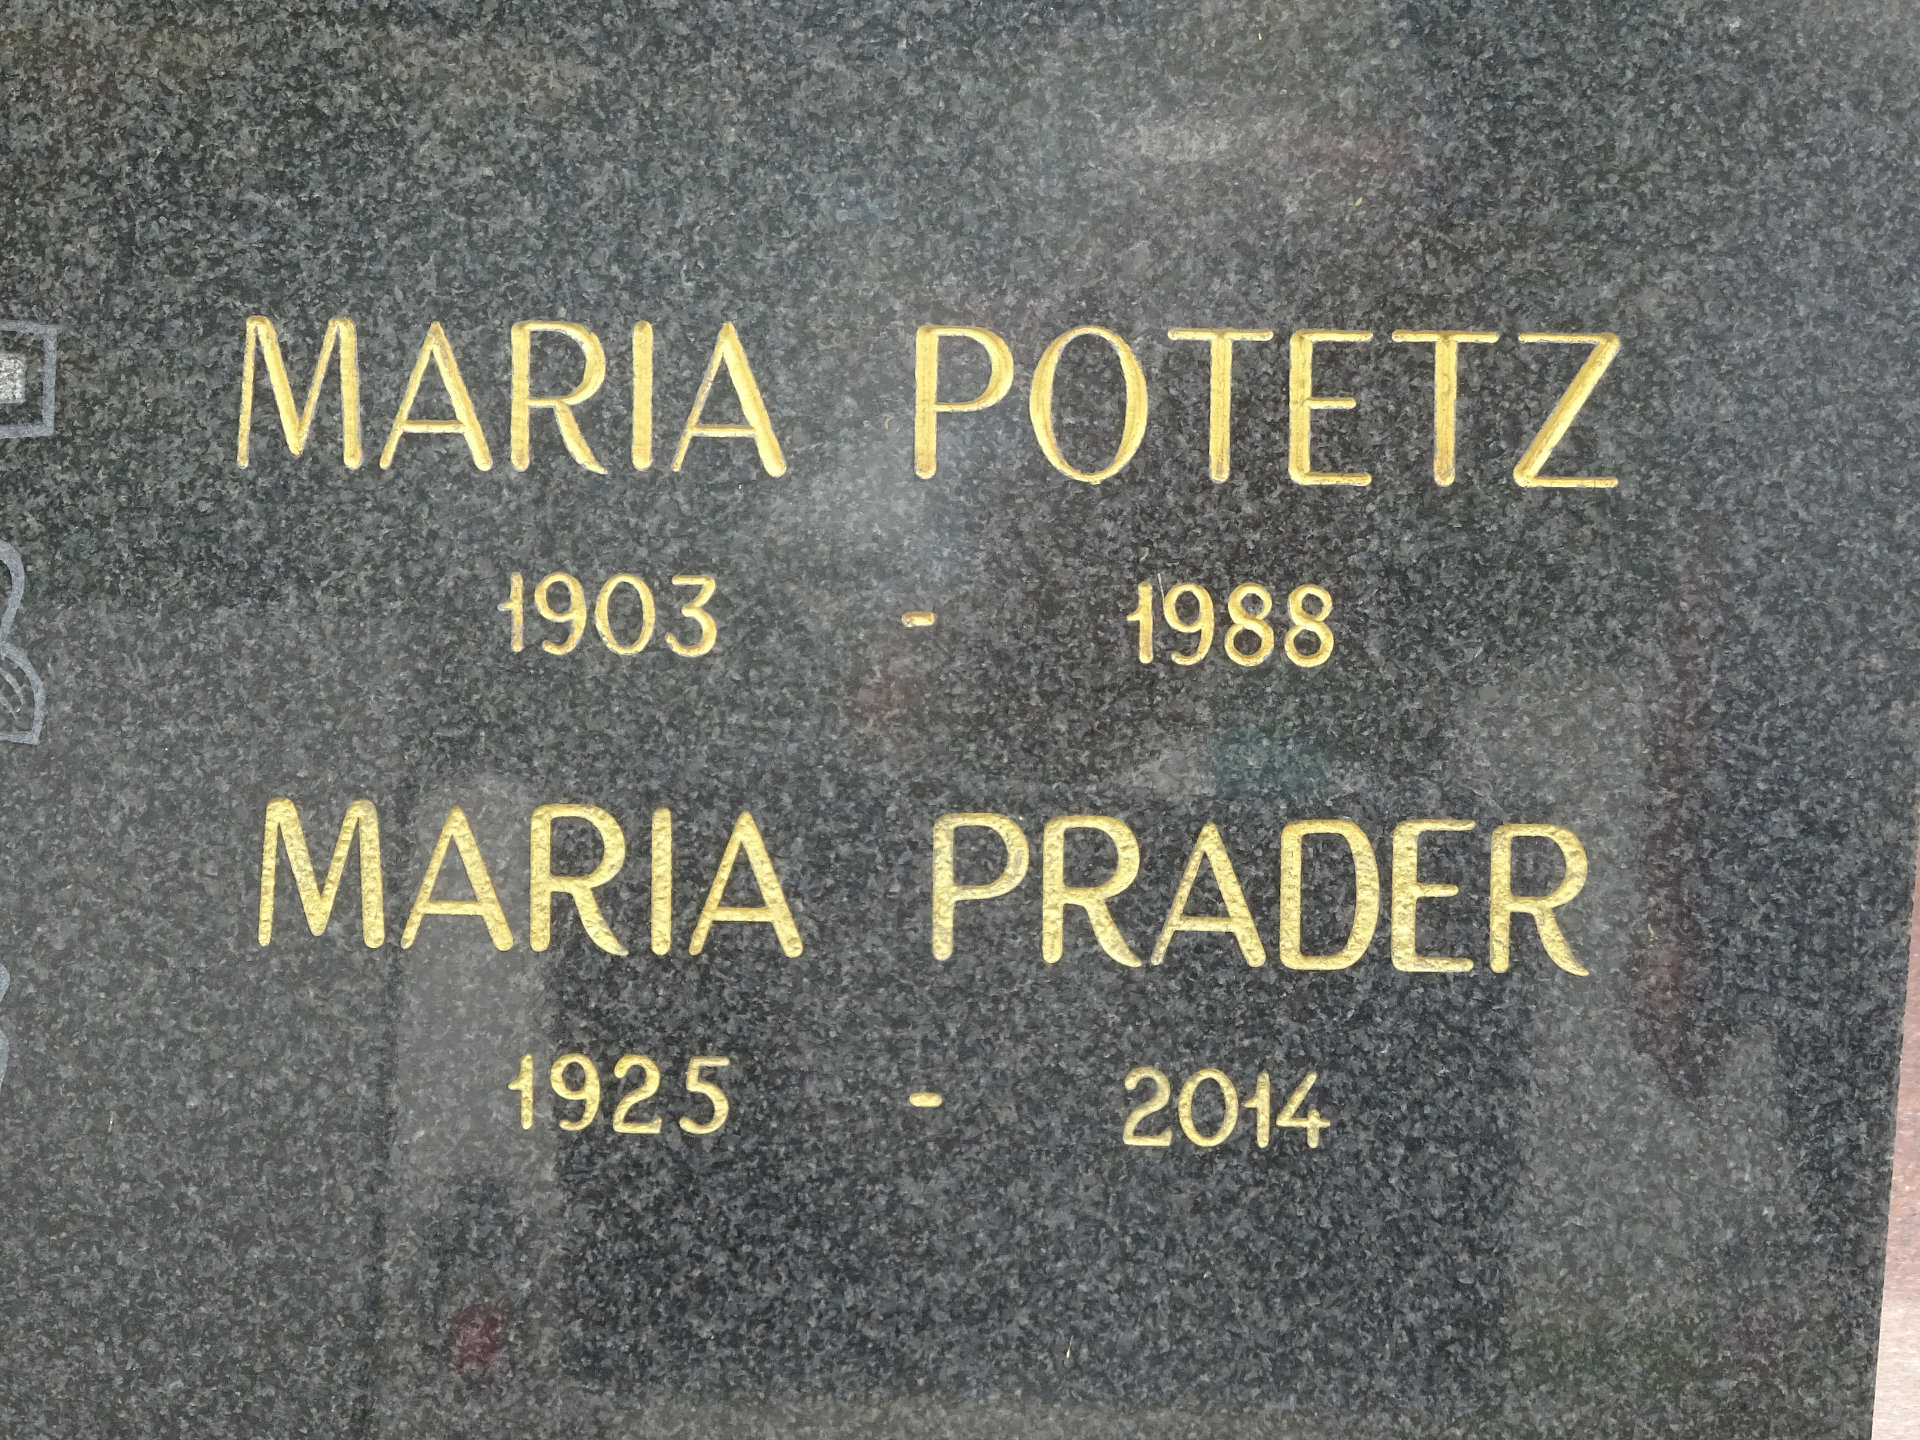 MARIA POTETZ
1903 - 1988
MARIA PRADER
1925 - 2014